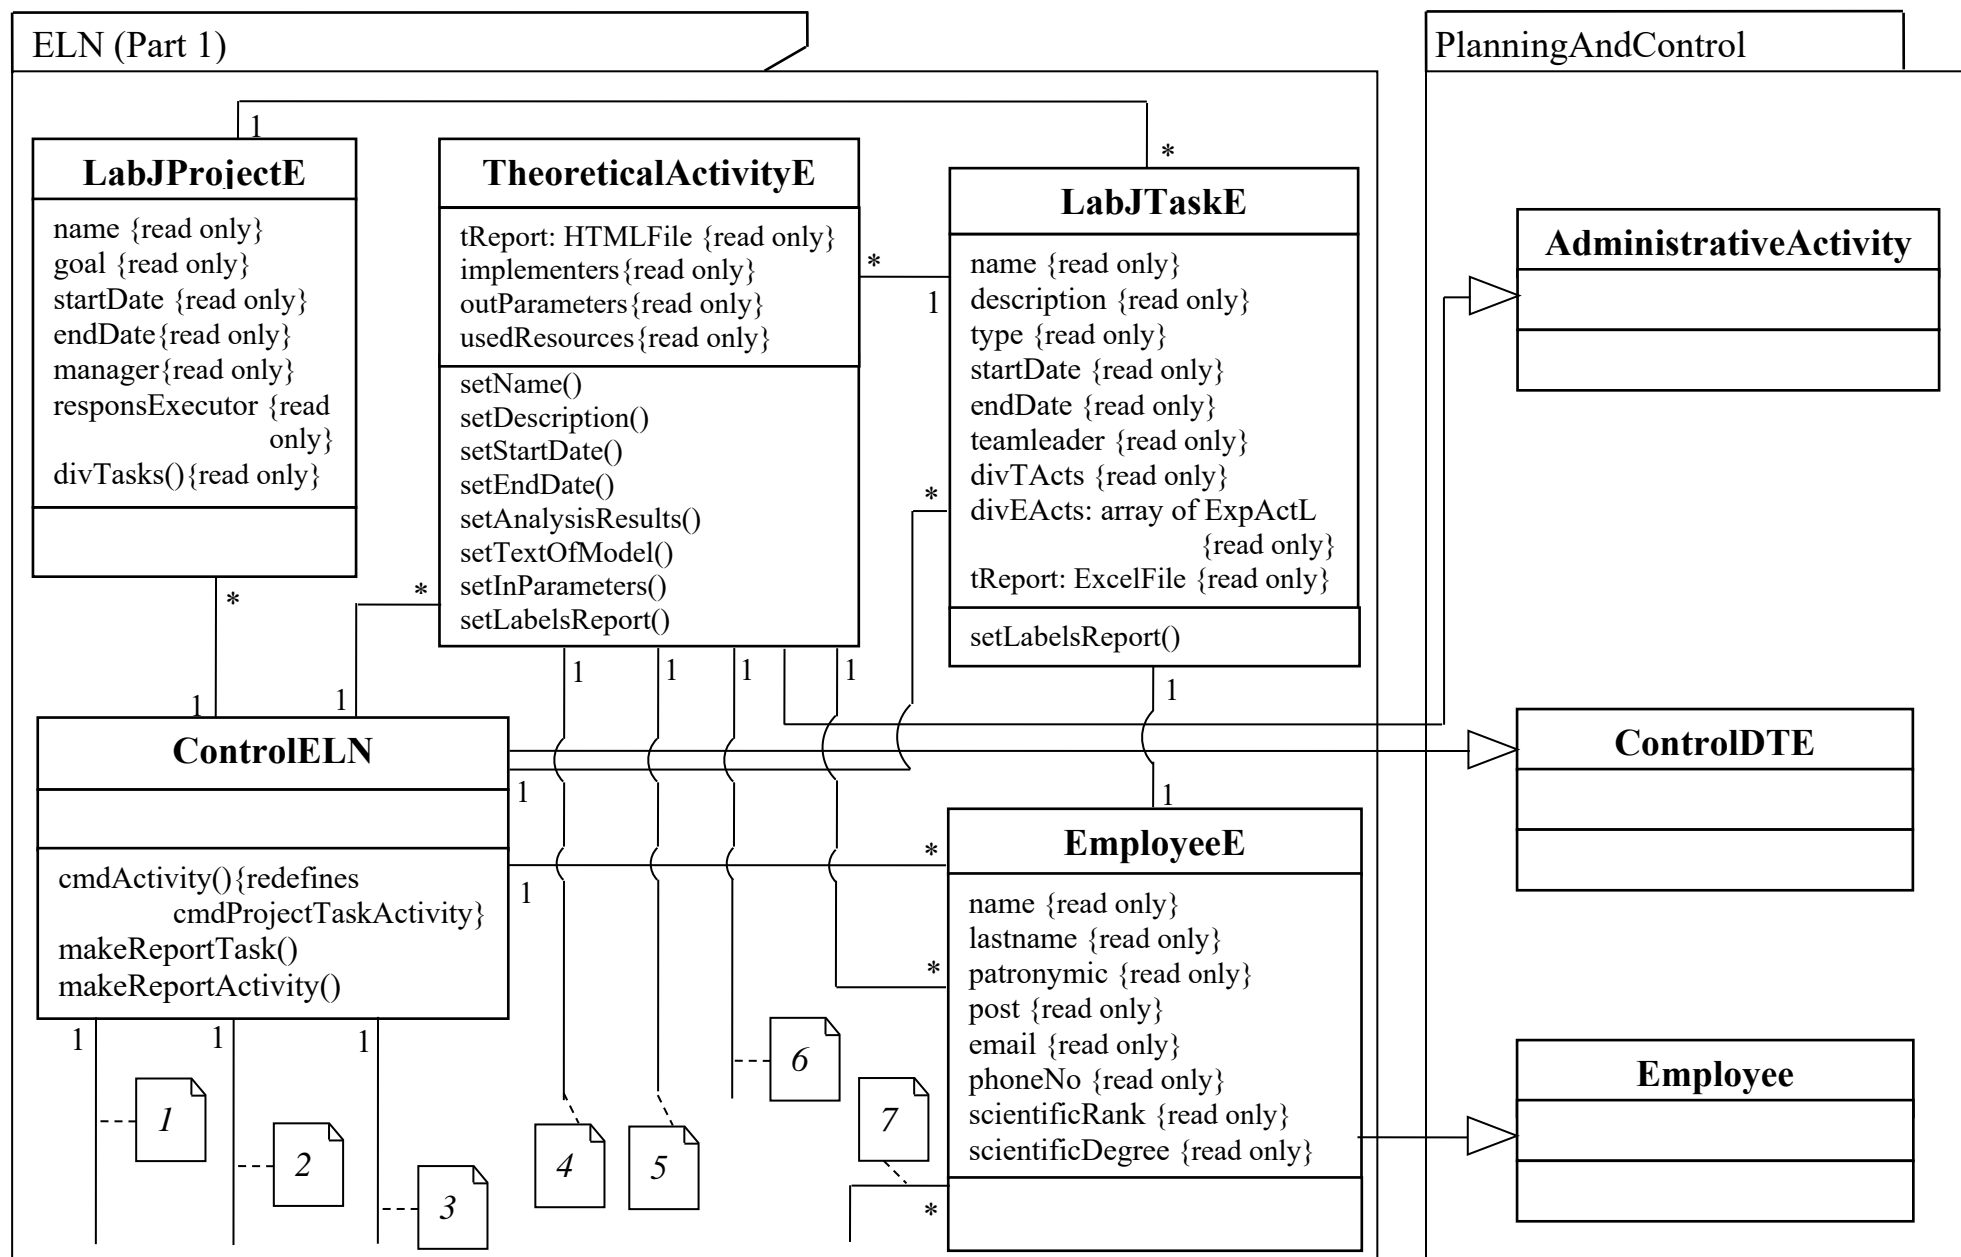 ELN (Part 1)
PlanningAndControl
1
*
LabJProjectE
name {read only}
goal {read only}
startDate {read only}
endDate{read only}
manager{read only}
responsExecutor {read
only}
divTasks(){read only}
*
1
TheoreticalActivityE
tReport: HTMLFile {read only}
implementers{read only}
outParameters{read only}
usedResources{read only}
setName()
setDescription()
setStartDate()
setEndDate()
setAnalysisResults()
setTextOfModel()
setInParameters()
setLabelsReport()
*
1
*
1
1
1
1
1
LabJTaskE
name {read only}
description {read only}
type {read only}
startDate {read only}
endDate {read only}
teamleader {read only}
divTActs {read only}
divEActs: array of ExpActL
{read only}
tReport: ExcelFile {read only}
setLabelsReport()
*
1
1
AdministrativeActivity
ControlELN
cmdActivity(){redefines
cmdProjectTaskActivity}
makeReportTask()
makeReportActivity()
1
1
*
*
1
1
1
ControlDTE
EmployeeE
name {read only}
lastname {read only}
patronymic {read only}
post {read only}
email {read only}
phoneNo {read only}
scientificRank {read only}
scientificDegree {read only}
*
Employee
1
2
3
4
5
6
7